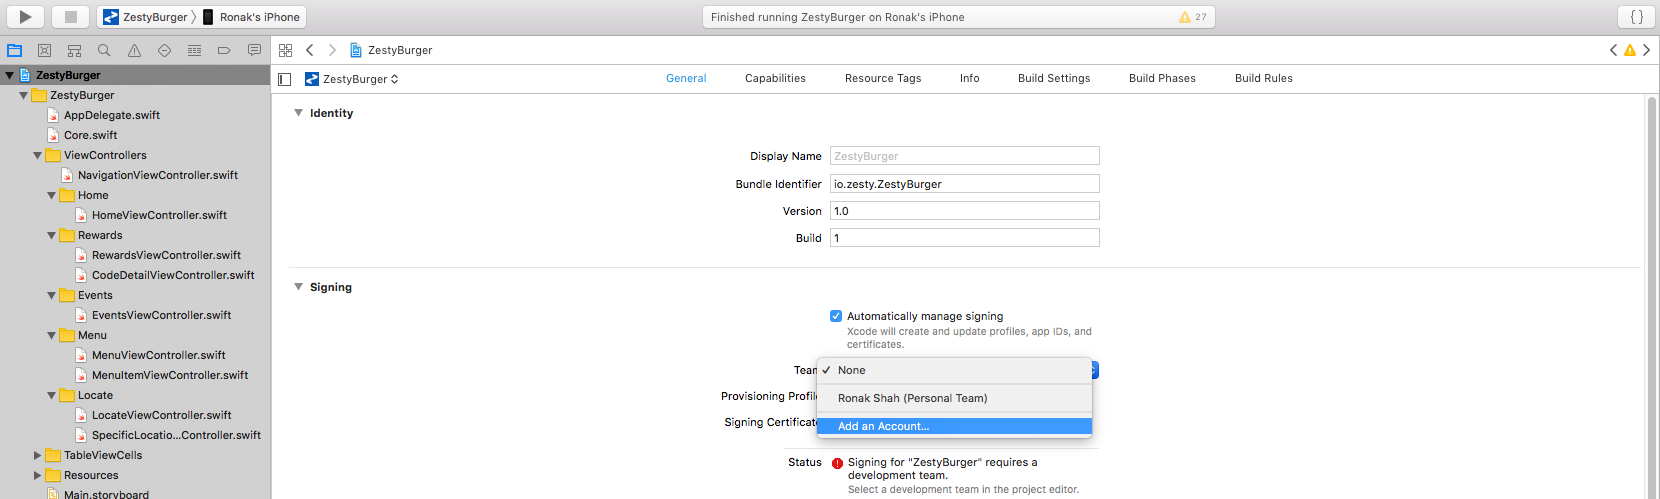 ZestyBurger
Ronak's iPhone
Finished running ZestyBurger on Ronak's iPhone
27
{ }
ZestyBurger
ZestyBurger
ZestyBurger
General
Capabilities
Resource Tags
Info
Build Settings
Build Phases
Build Rules
ZestyBurger
AppDelegate.swift
Core.swift
ViewControllers
NavigationViewController.swift
Home
HomeViewController.swift
Rewards
RewardsViewController.swift
CodeDetailViewController.swift
Events
EventsViewController.swift
Menu
MenuViewController.swift
MenuItemViewController.swift
Locate
LocateViewController.swift
SpecificLocatio...Controller.swift
TableViewCells
Resources
Main.storyboard
Identity
Display Name
ZestyBurger
Bundle Identifier
io.zesty.ZestyBurger
Version
1.0
Build
1
Signing
Automatically manage signing
Xcode will create and update profiles, app IDs, and
certificates.
Team
None
Ronak Shah (Personal Team)
Add an Account...
Provisioning Profile
Signing Certificate
Status
Signing for "ZestyBurger" requires a
development team.
Select a development team in the project editor.